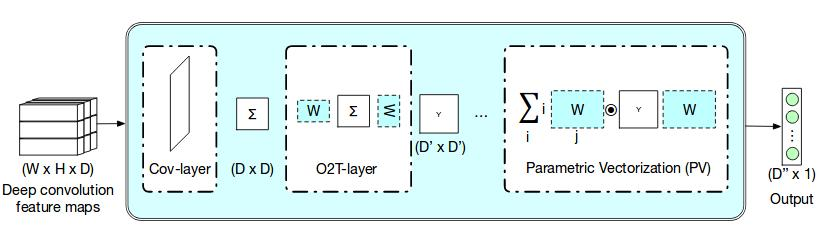 (W x H x D)
Deep convolution
feature maps
Cov-layer
Σ
(D x D)
W
Σ
W
O2T-layer
Y
(D' x D')
...
∑ i
i
W
j
Y
W
Parametric Vectorization (PV)
(D'' x 1)
Output